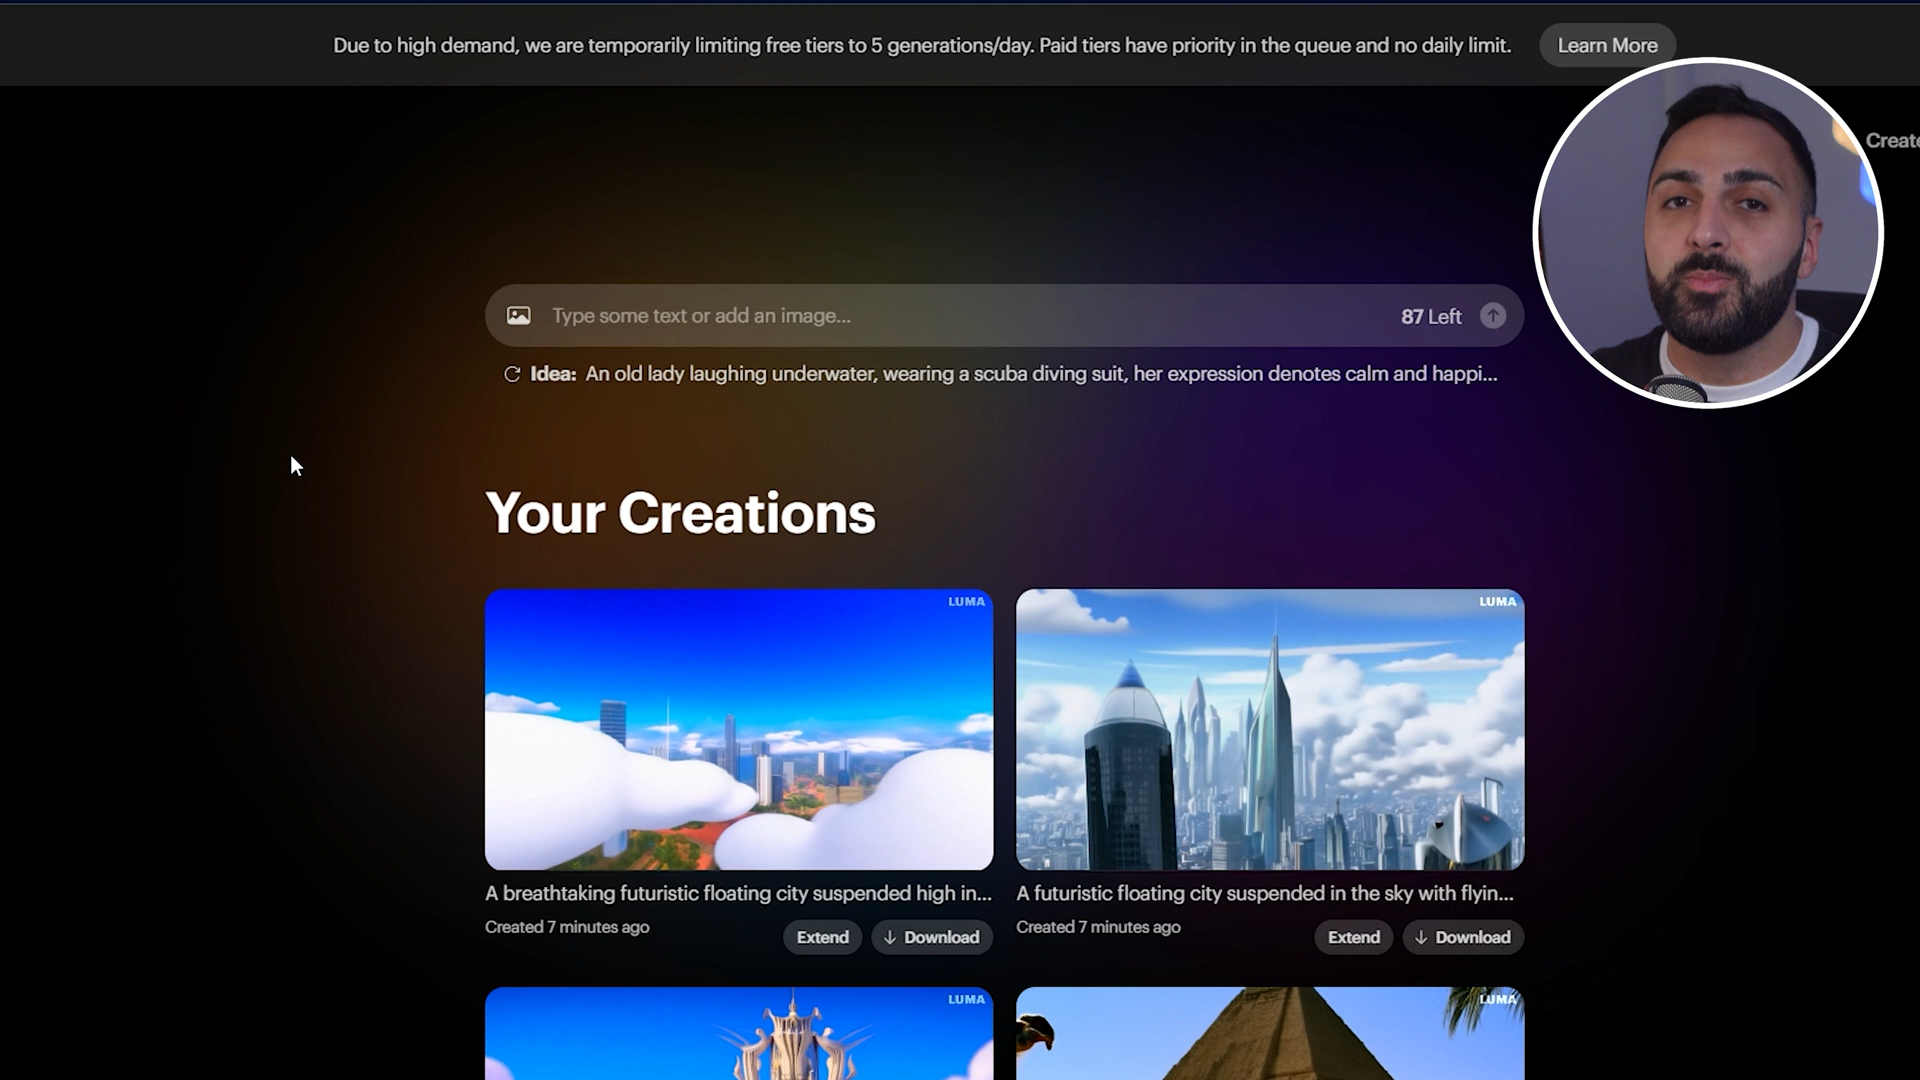 Due to high demand, we are temporarily limiting free tiers to 5 generations/day. Paid tiers have priority in the queue and no daily limit.
Learn More
Create
Type some text or add an image...
87 Left
Idea: An old lady laughing underwater, wearing a scuba diving suit, her expression denotes calm and happi...
Your Creations
LUMA
LUMA
A breathtaking futuristic floating city suspended high in...
A futuristic floating city suspended in the sky with flyin...
Created 7 minutes ago
Extend
Download
Created 7 minutes ago
Extend
Download
LUMA
LUMA